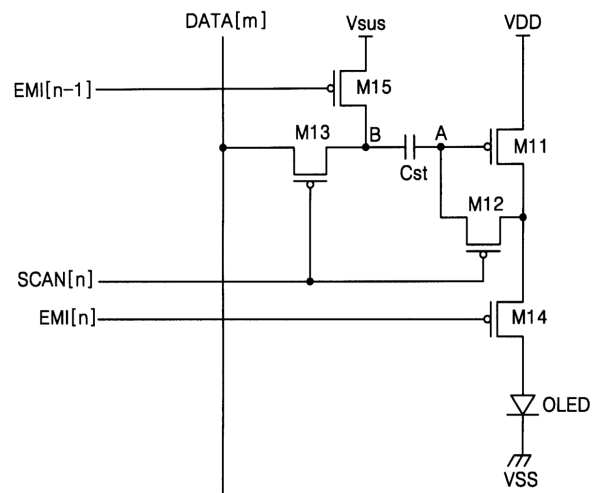 DATA[m]
Vsus
VDD
EMI[n-1]
M15
M13
B
A
M11
Cst
M12
SCAN[n]
EMI[n]
M14
OLED
VSS